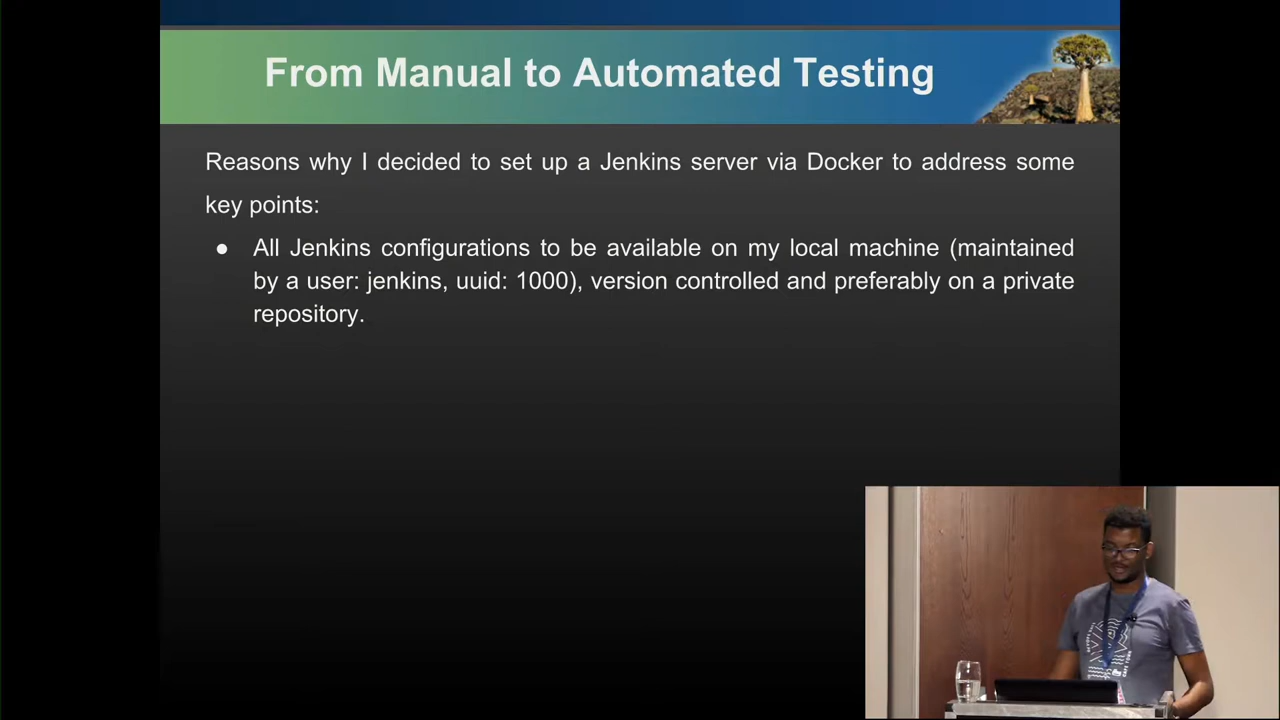 From Manual to Automated Testing
Reasons why I decided to set up a Jenkins server via Docker to address some
key points:
● All Jenkins configurations to be available on my local machine (maintained
by a user: jenkins, uuid: 1000), version controlled and preferably on a private
repository.